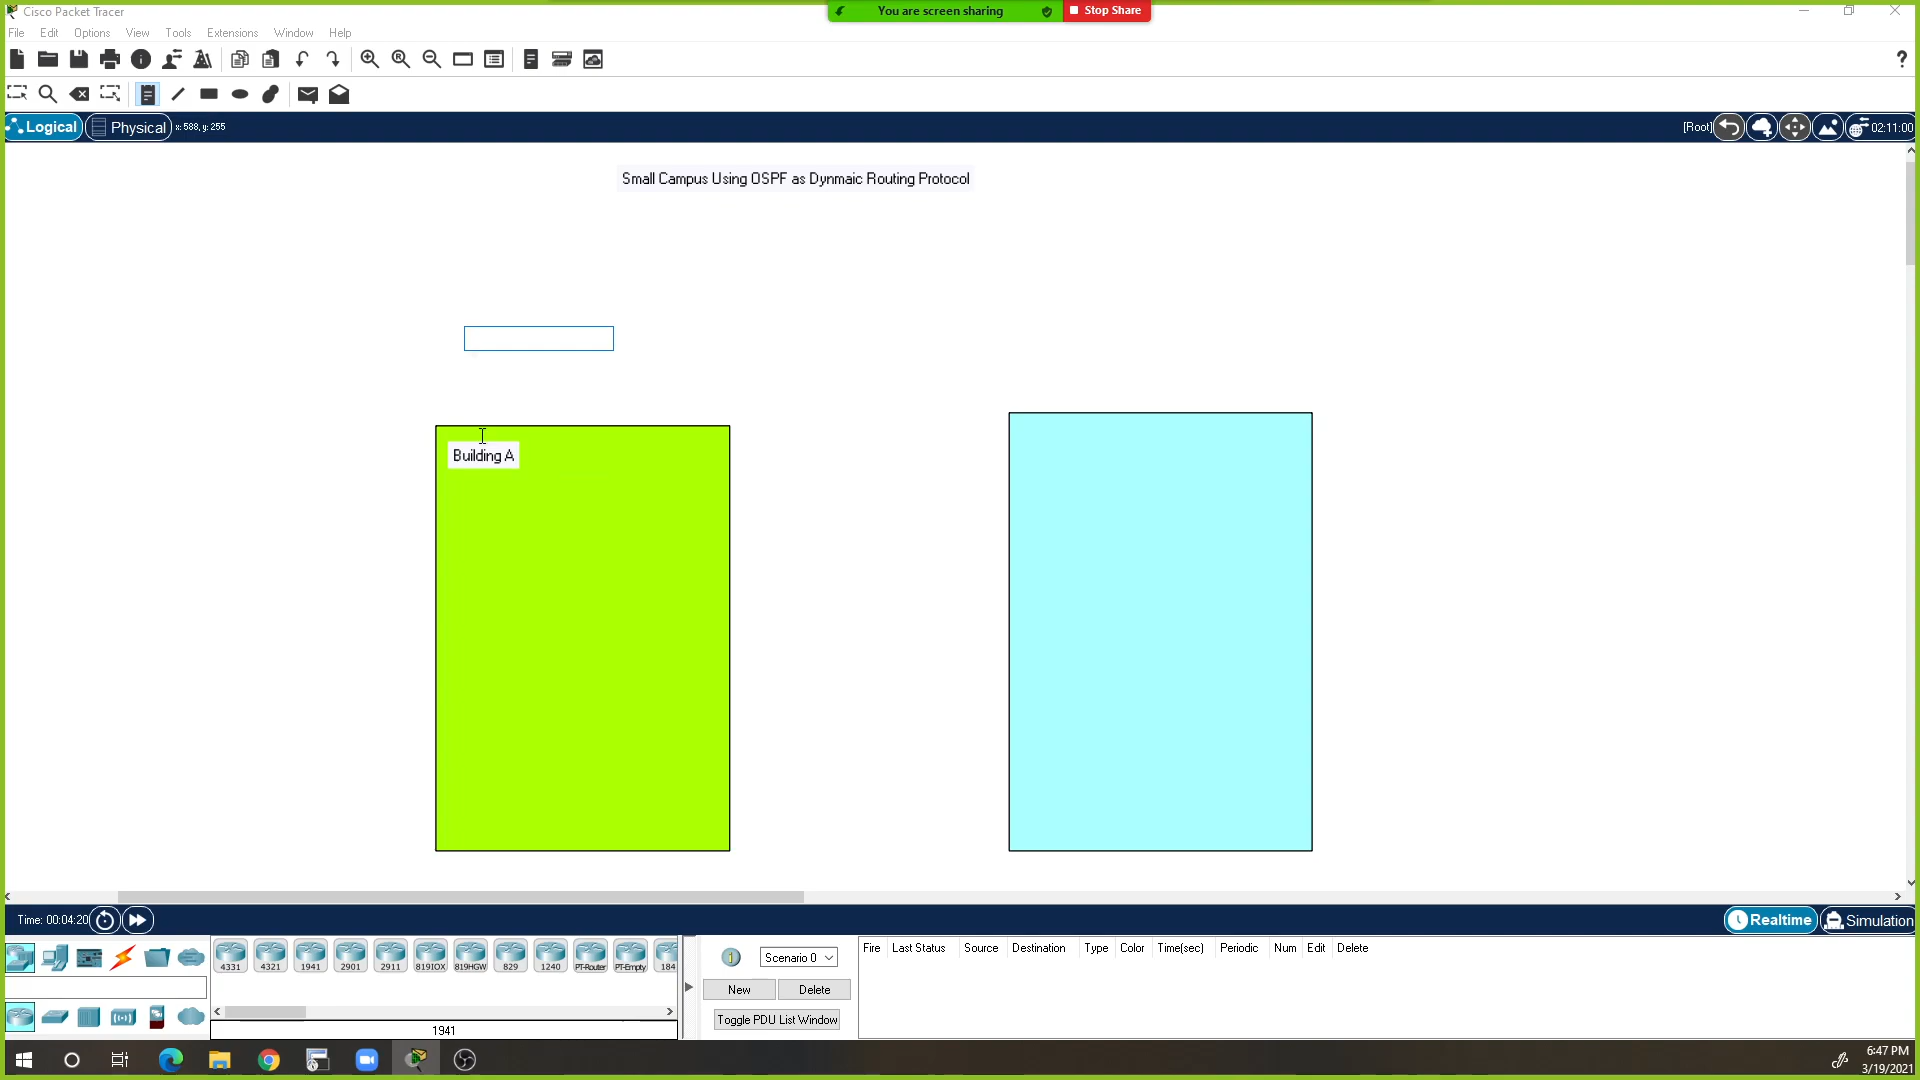 Cisco Packet Tracer
You are screen sharing
Stop Share
File Edit Options View Tools Extensions Window Help
?
Logical Physical x: 588, y: 255
[Root] 02:11:00
Small Campus Using OSPF as Dynmaic Routing Protocol
Building A
Time: 00:04:20
Realtime Simulation
4331 4321 1941 2901 2911 819IOX 819HGW 829 1240 PT-Router PT-Empty 184
1941
Scenario 0
New Delete
Toggle PDU List Window
Fire Last Status Source Destination Type Color Time(sec) Periodic Num Edit Delete
6:47 PM
3/19/2021